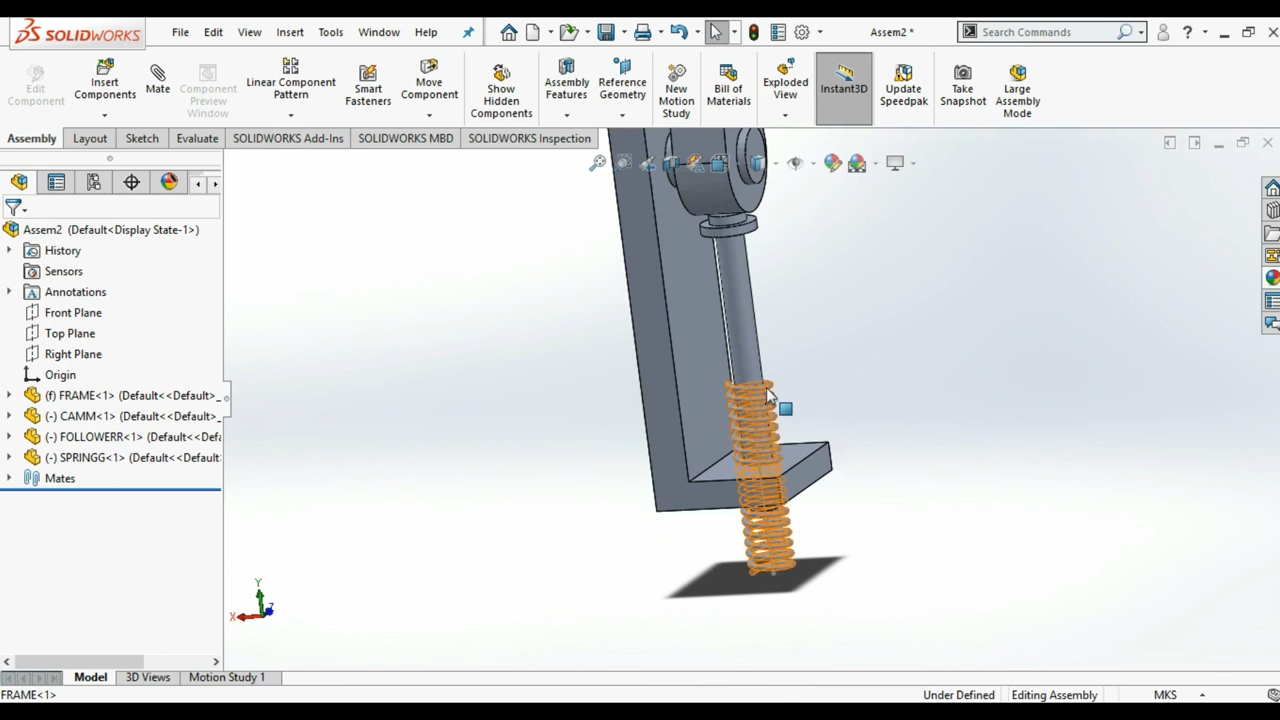 SOLIDWORKS
File Edit View Insert Tools Window Help
Assem2 *
Search Commands
?
Edit Component
Insert Components
Mate
Component Preview Window
Linear Component Pattern
Smart Fasteners
Move Component
Show Hidden Components
Assembly Features
Reference Geometry
New Motion Study
Bill of Materials
Exploded View
Instant3D
Update Speedpak
Take Snapshot
Large Assembly Mode
Assembly Layout Sketch Evaluate SOLIDWORKS Add-Ins SOLIDWORKS MBD SOLIDWORKS Inspection
Assem2 (Default<Display State-1>)
History
Sensors
Annotations
Front Plane
Top Plane
Right Plane
Origin
(f) FRAME<1> (Default<<Default>_
(-) CAMM<1> (Default<<Default>_
(-) FOLLOWERR<1> (Default<<Defa
(-) SPRINGG<1> (Default<<Default
Mates
Y
X
Z
Model 3D Views Motion Study 1
FRAME<1>
Under Defined Editing Assembly MKS